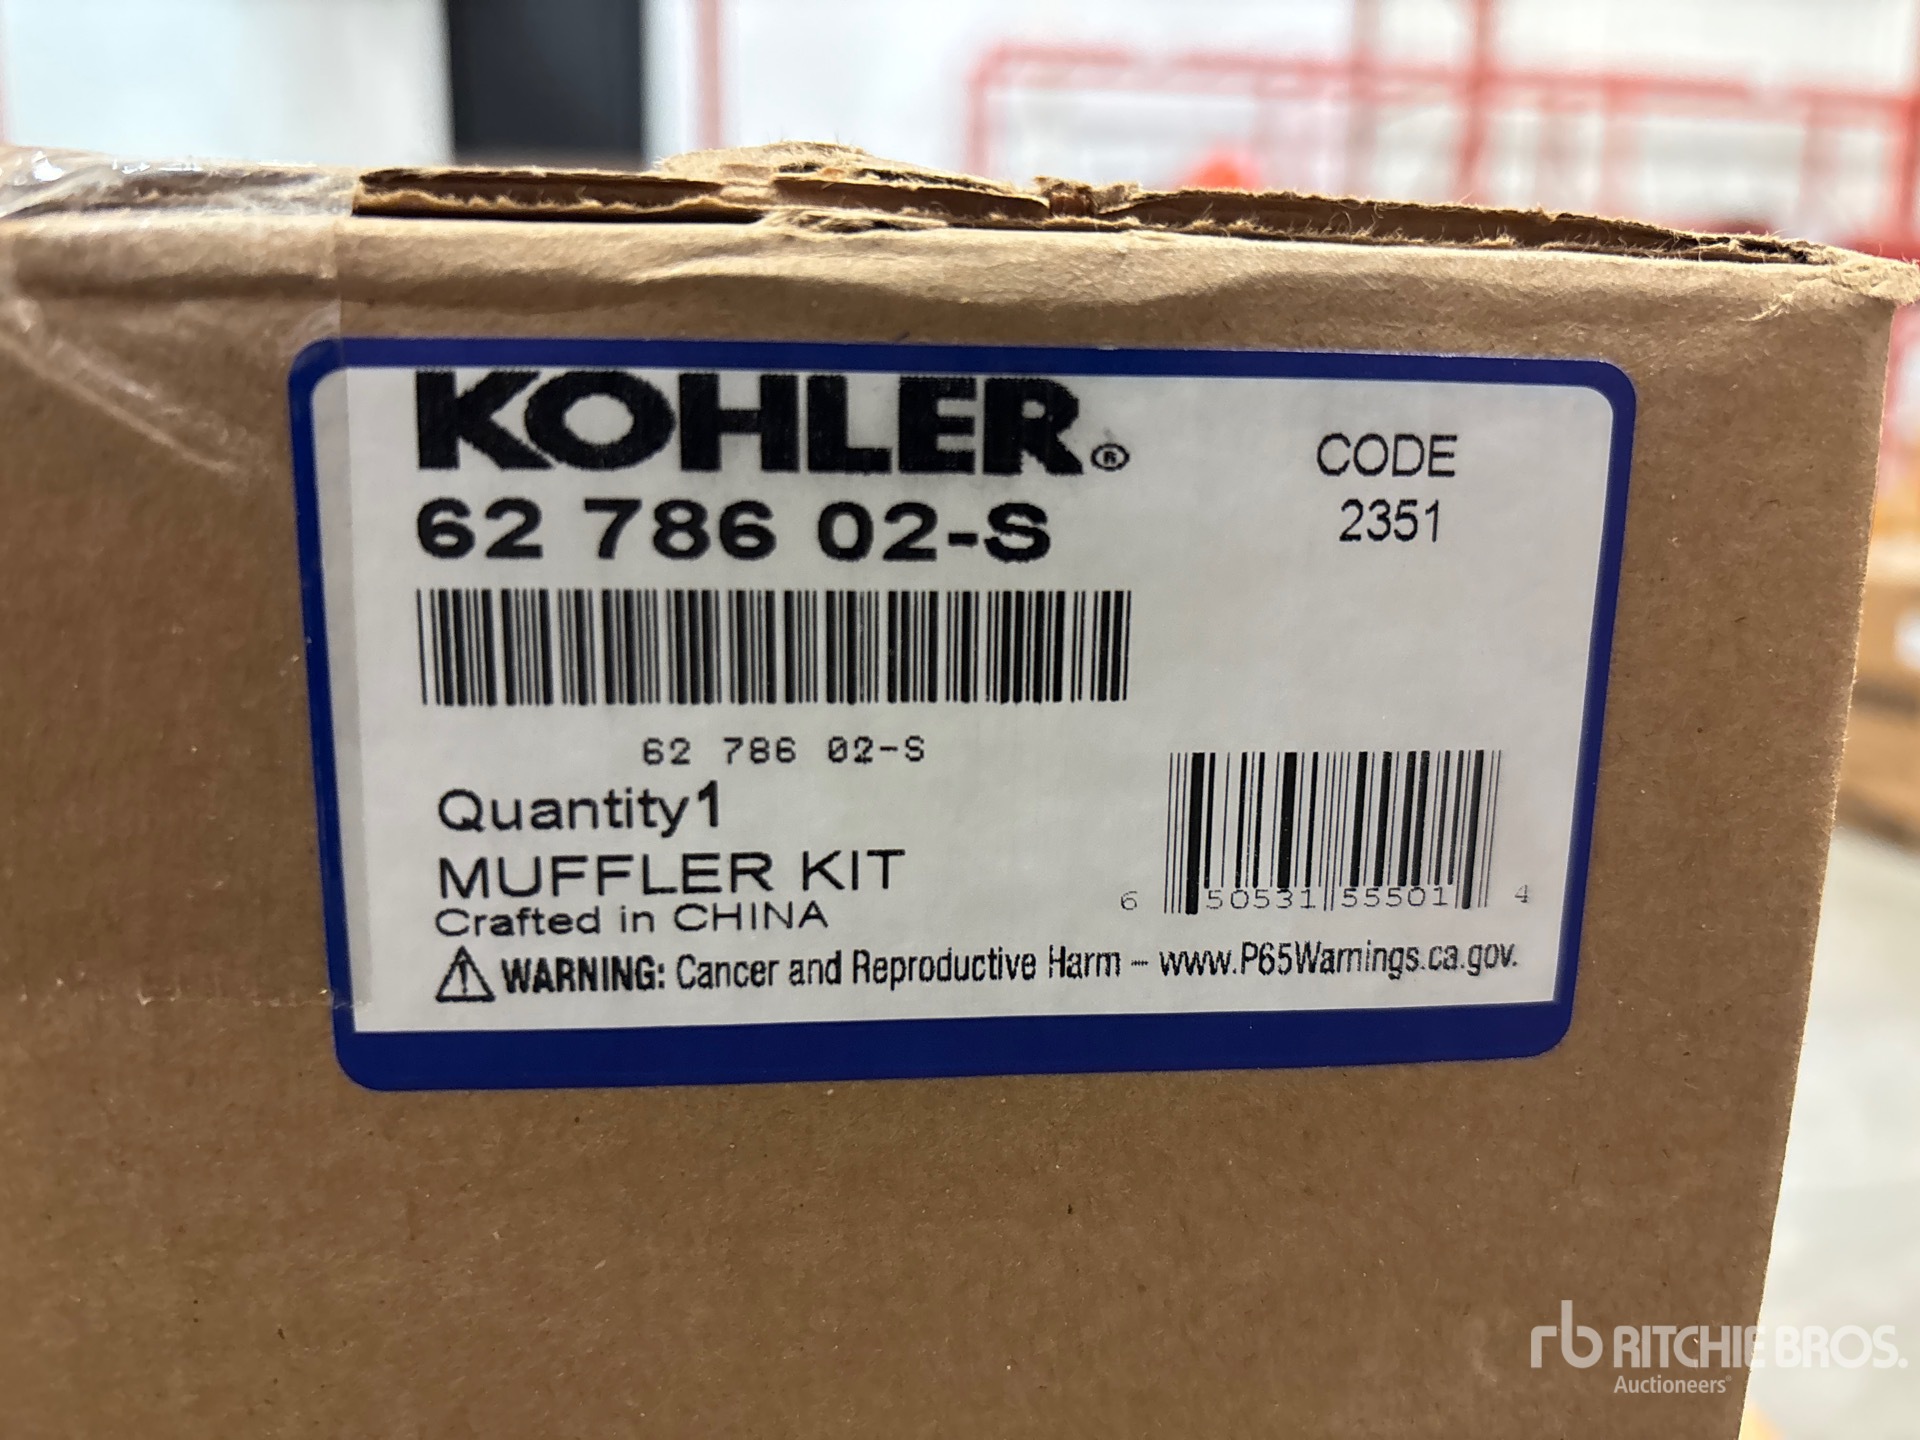 KOHLER®
62 786 02-S
CODE
2351
62 786 02-S
Quantity1
MUFFLER KIT
Crafted in CHINA
6 50531 55501 4
WARNING: Cancer and Reproductive Harm – www.P65Warnings.ca.gov.
rb RITCHIE BROS.
Auctioneers®